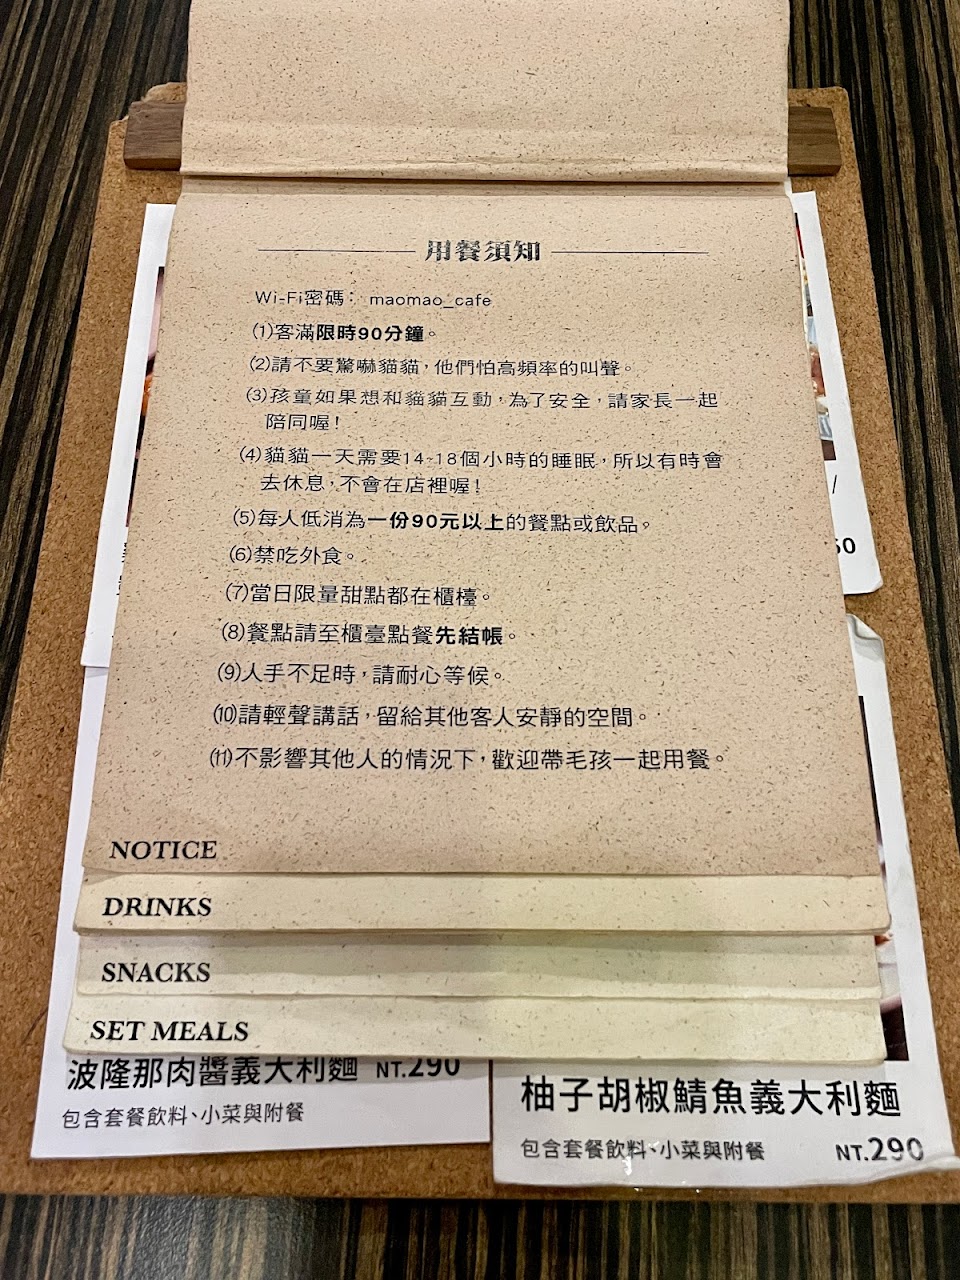 用餐須知
Wi-Fi密碼： maomao_cafe
(1)客滿限時90分鐘。
(2)請不要驚嚇貓貓，他們怕高頻率的叫聲。
(3)孩童如果想和貓貓互動，為了安全，請家長一起
陪同喔！
(4)貓貓一天需要14-18個小時的睡眠，所以有時會
去休息，不會在店裡喔！
(5)每人低消為一份90元以上的餐點或飲品。
(6)禁吃外食。
(7)當日限量甜點都在櫃檯。
(8)餐點請至櫃臺點餐先結帳。
(9)人手不足時，請耐心等候。
(10)請輕聲講話，留給其他客人安靜的空間。
(11)不影響其他人的情況下，歡迎帶毛孩一起用餐。
NOTICE
DRINKS
SNACKS
SET MEALS
波隆那肉醬義大利麵 NT.290
包含套餐飲料、小菜與附餐
柚子胡椒鯖魚義大利麵
包含套餐飲料、小菜與附餐 NT.290